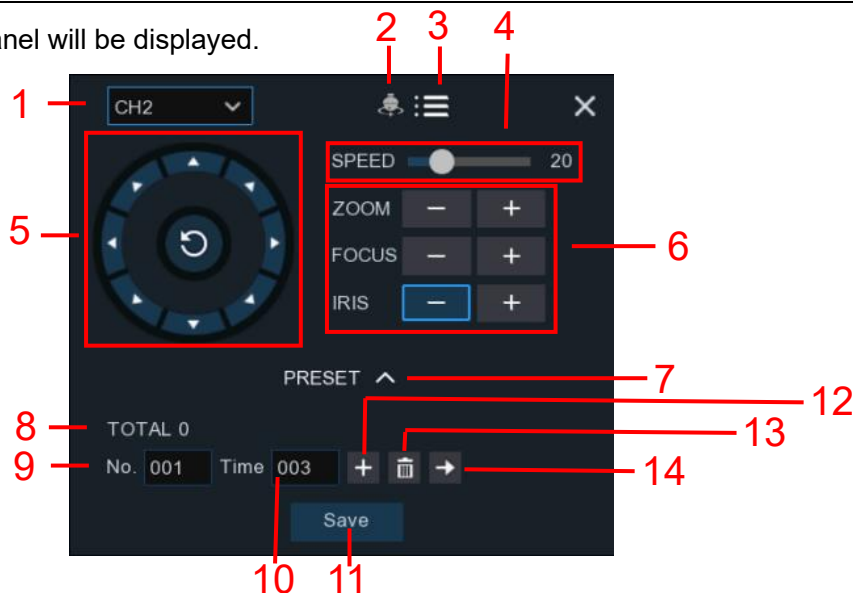 anel will be displayed.
2 3 4
1 CH2
SPEED 20
5 ZOOM - +
FOCUS - + 6
IRIS - +
PRESET 7
12
8 TOTAL 0
13
9 No. 001 Time 003 + 14
Save
10 11